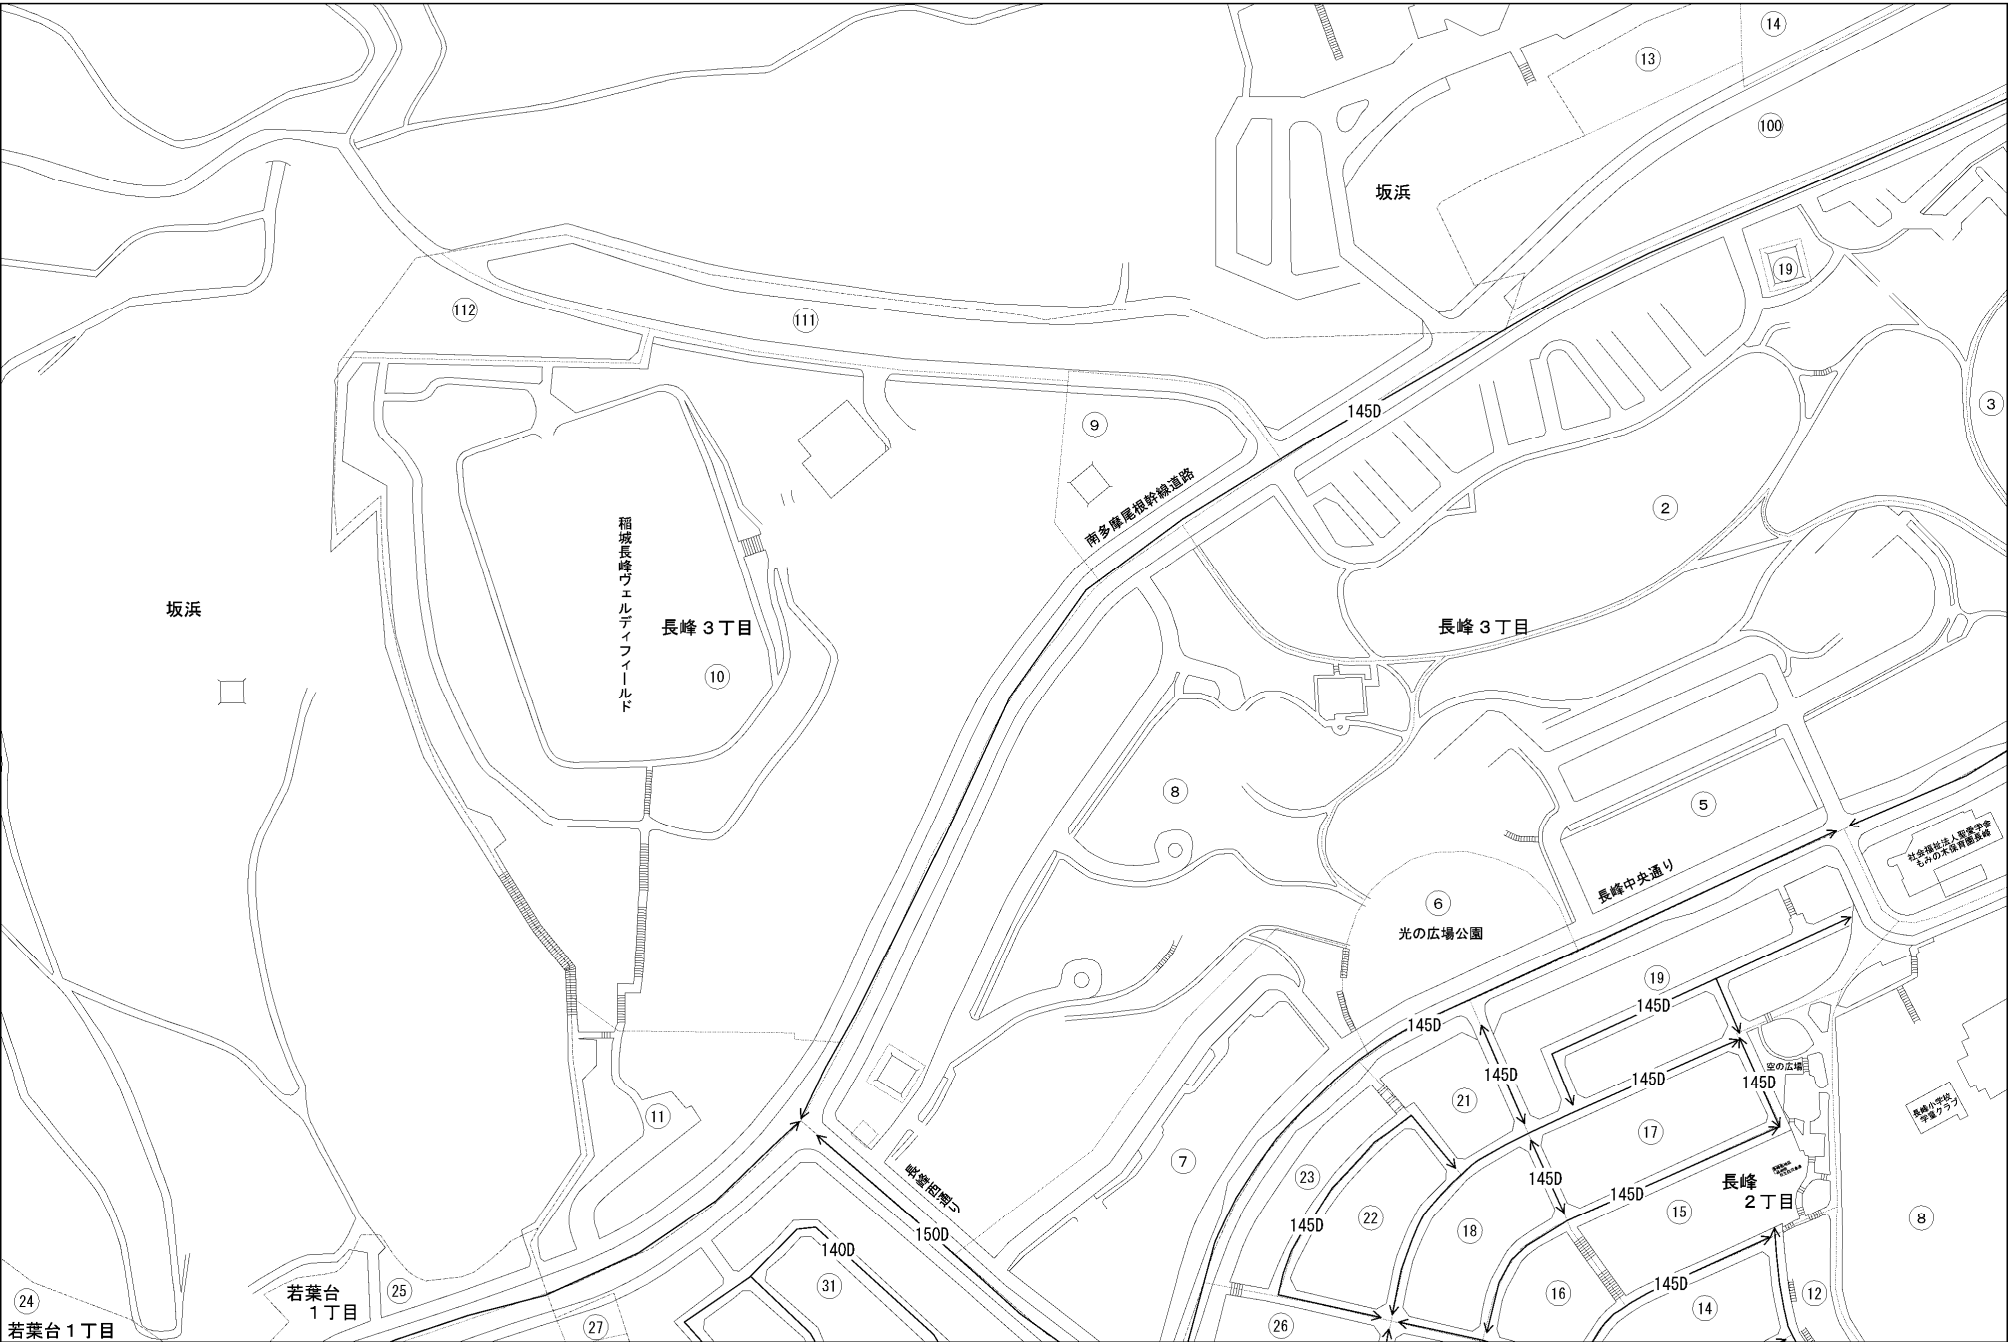 14
13
100
坂浜
19
112
111
3
145D
9
南多摩尾根幹線道路
2
稲城長峰ヴェルディフィールド
坂浜
長峰3丁目
長峰3丁目
10
8
5
社会福祉法人聖愛学会
もみの木保育園長峰
長峰中央通り
6
光の広場公園
19
145D
145D
145D
145D
145D
空の広場
21
長峰小学校
学童クラブ
11
17
7
長峰西通り
23
145D
145D
長峰
2丁目
22
15
8
145D
18
150D
140D
145D
31
25
若葉台
1丁目
24
16
14
12
27
26
若葉台1丁目